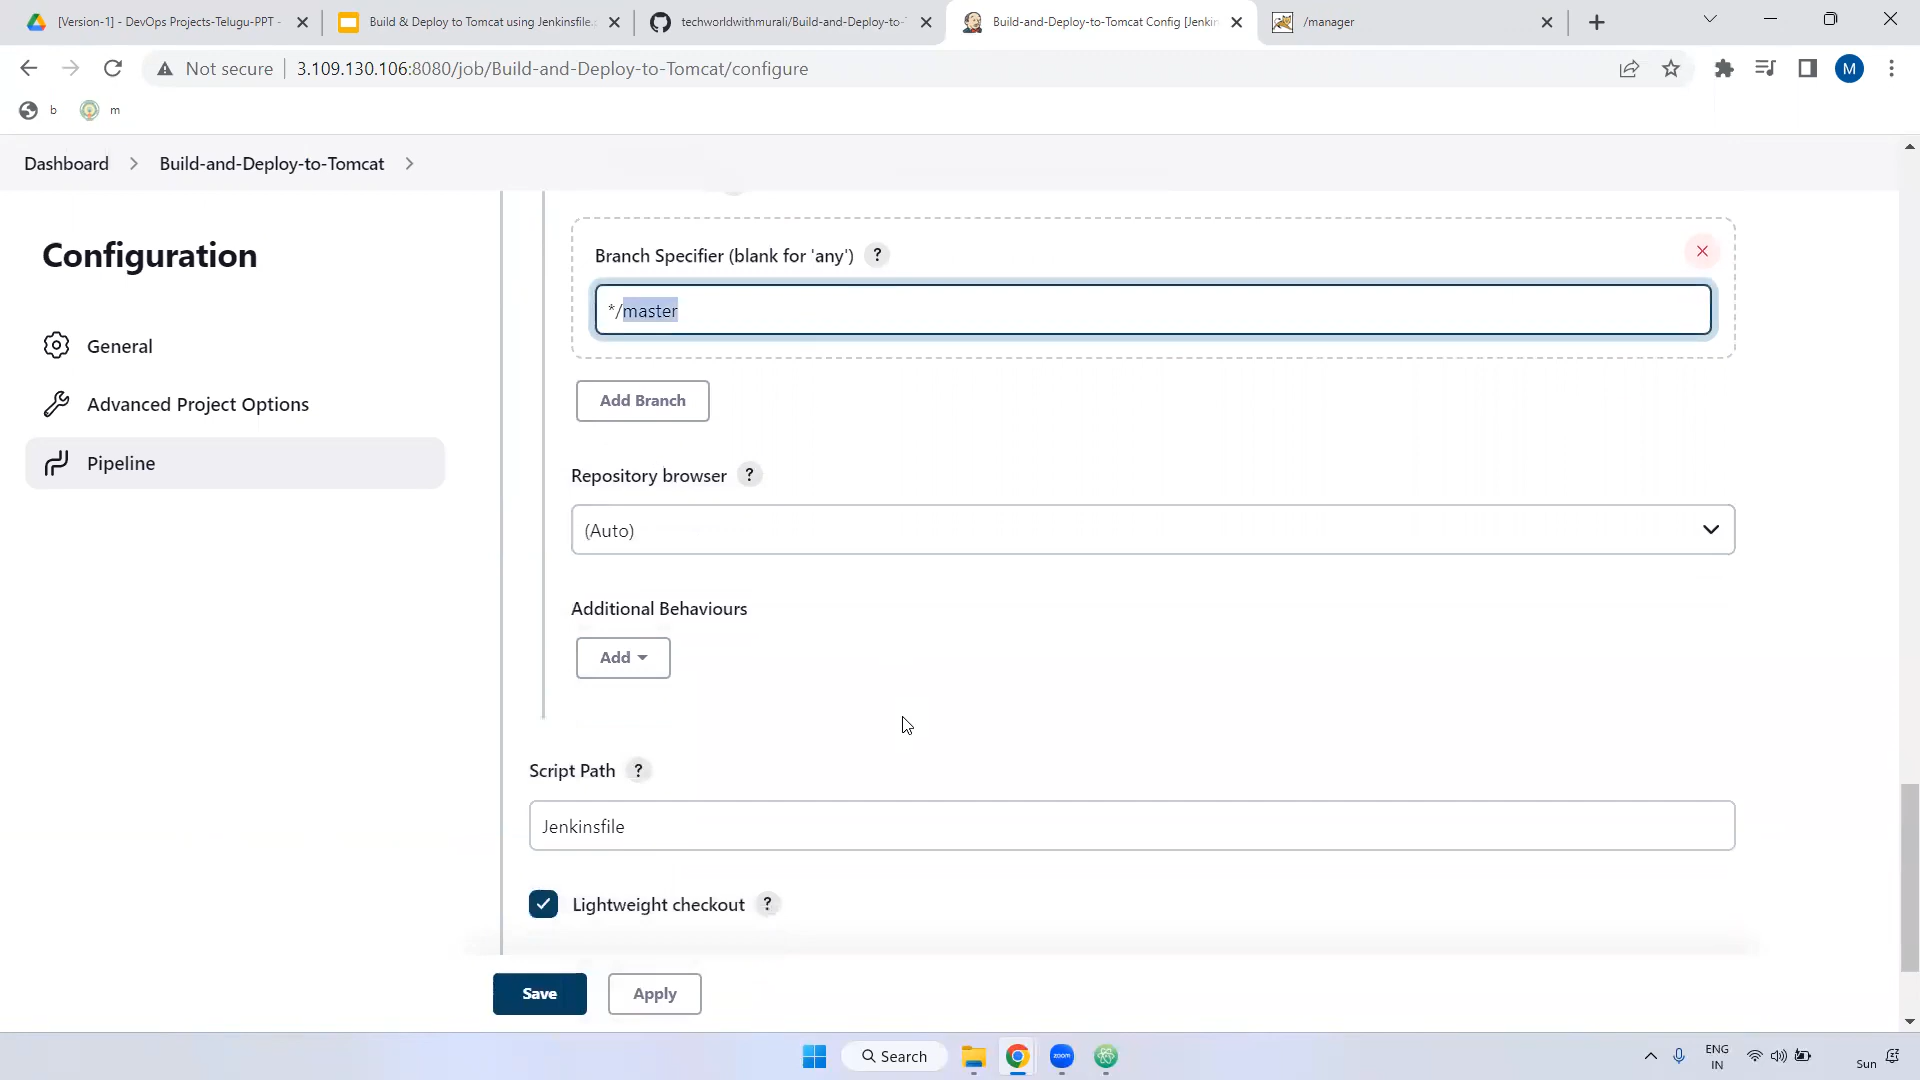 [Version-1] - DevOps Projects-Telugu-PPT -
Build & Deploy to Tomcat using Jenkinsfile.
techworldwithmurali/Build-and-Deploy-to-
Build-and-Deploy-to-Tomcat Config [Jenkin
/manager
Not secure
3.109.130.106:8080/job/Build-and-Deploy-to-Tomcat/configure
M
b
m
Dashboard
Build-and-Deploy-to-Tomcat
Configuration
General
Advanced Project Options
Pipeline
Branch Specifier (blank for 'any')
?
*/master
Add Branch
Repository browser
?
(Auto)
Additional Behaviours
Add
Script Path
?
Jenkinsfile
Lightweight checkout
?
Save
Apply
Search
zoom
ENG
IN
Sun